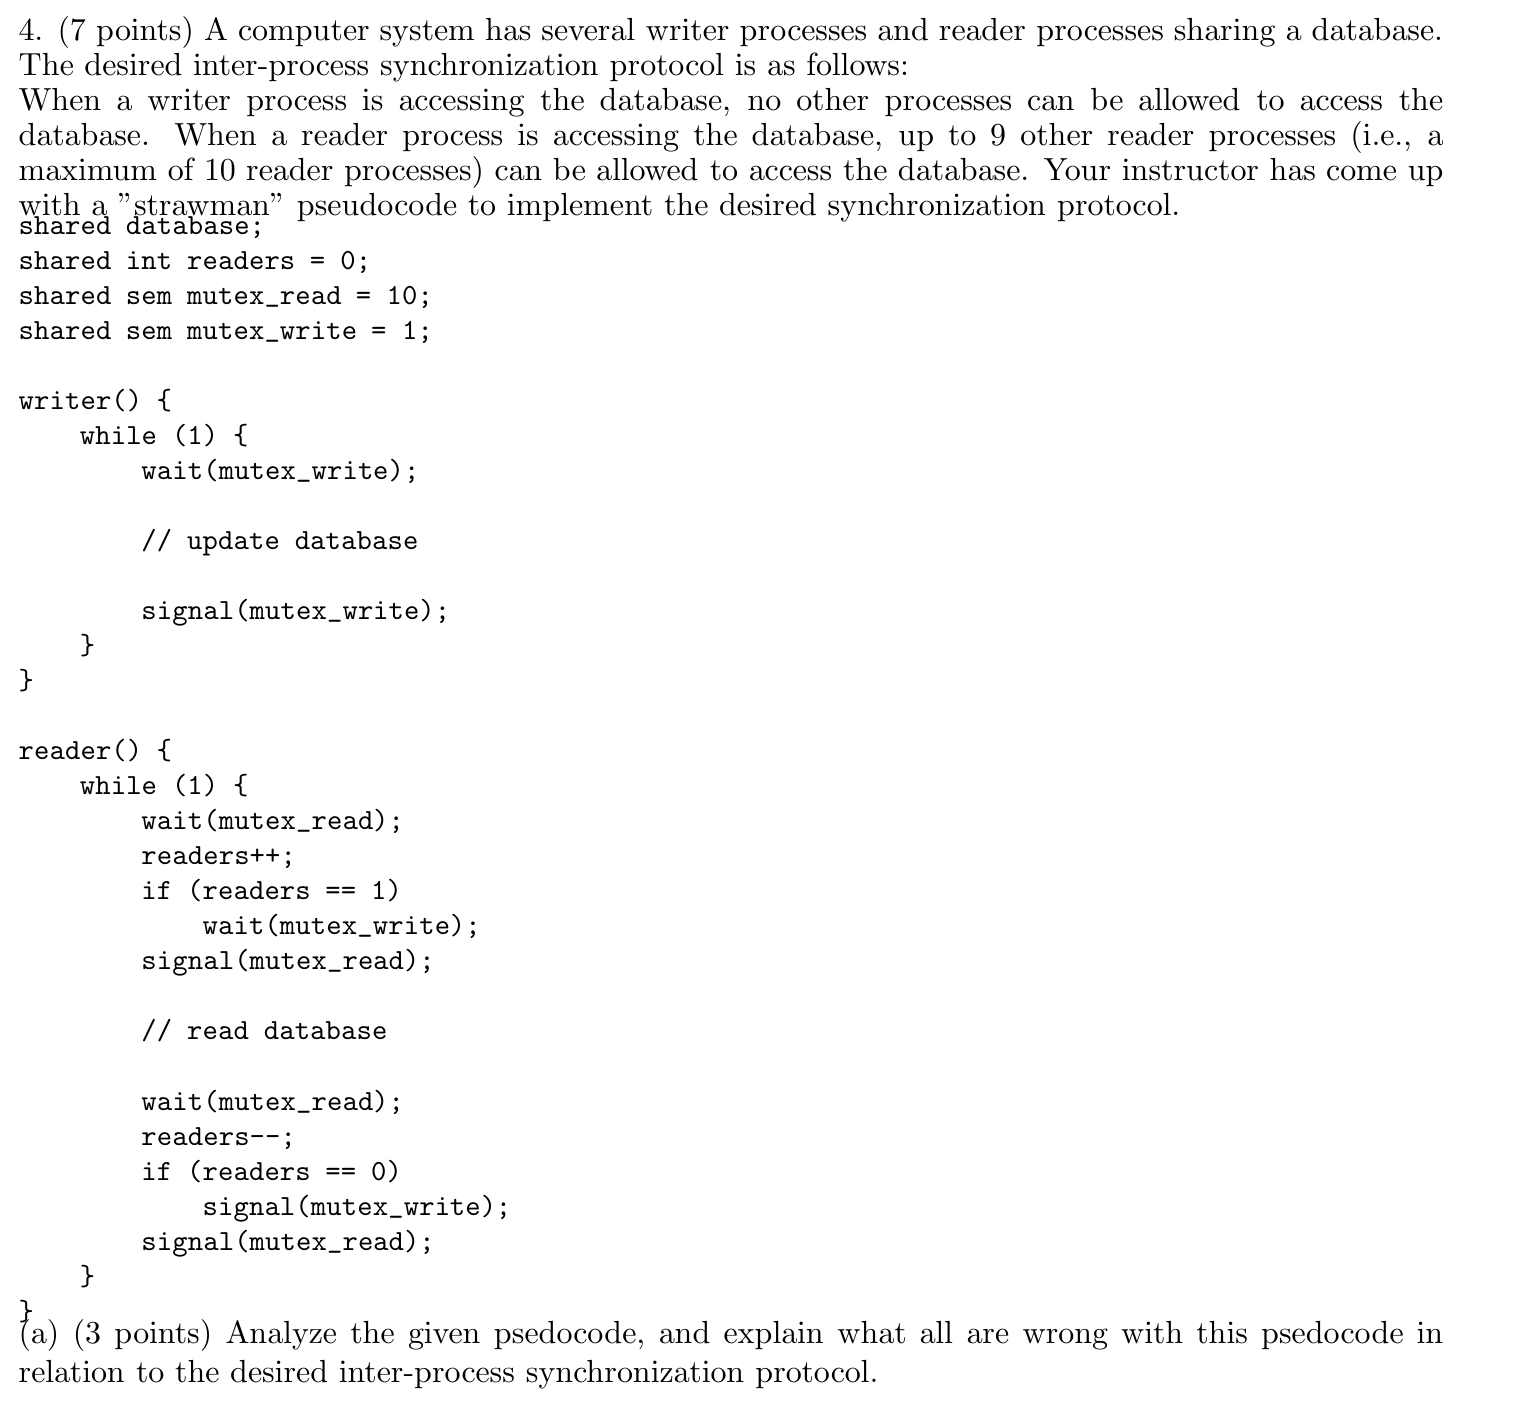 4. (7 points) A computer system has several writer processes and reader processes sharing a database.
The desired inter-process synchronization protocol is as follows:
When a writer process is accessing the database, no other processes can be allowed to access the
database. When a reader process is accessing the database, up to 9 other reader processes (i.e., a
maximum of 10 reader processes) can be allowed to access the database. Your instructor has come up
with a ”strawman” pseudocode to implement the desired synchronization protocol.
shared database;
shared int readers = 0;
shared sem mutex_read = 10;
shared sem mutex_write = 1;

writer() {
    while (1) {
        wait(mutex_write);

        // update database

        signal(mutex_write);
    }
}

reader() {
    while (1) {
        wait(mutex_read);
        readers++;
        if (readers == 1)
            wait(mutex_write);
        signal(mutex_read);

        // read database

        wait(mutex_read);
        readers--;
        if (readers == 0)
            signal(mutex_write);
        signal(mutex_read);
    }
}
(a) (3 points) Analyze the given psedocode, and explain what all are wrong with this psedocode in
relation to the desired inter-process synchronization protocol.